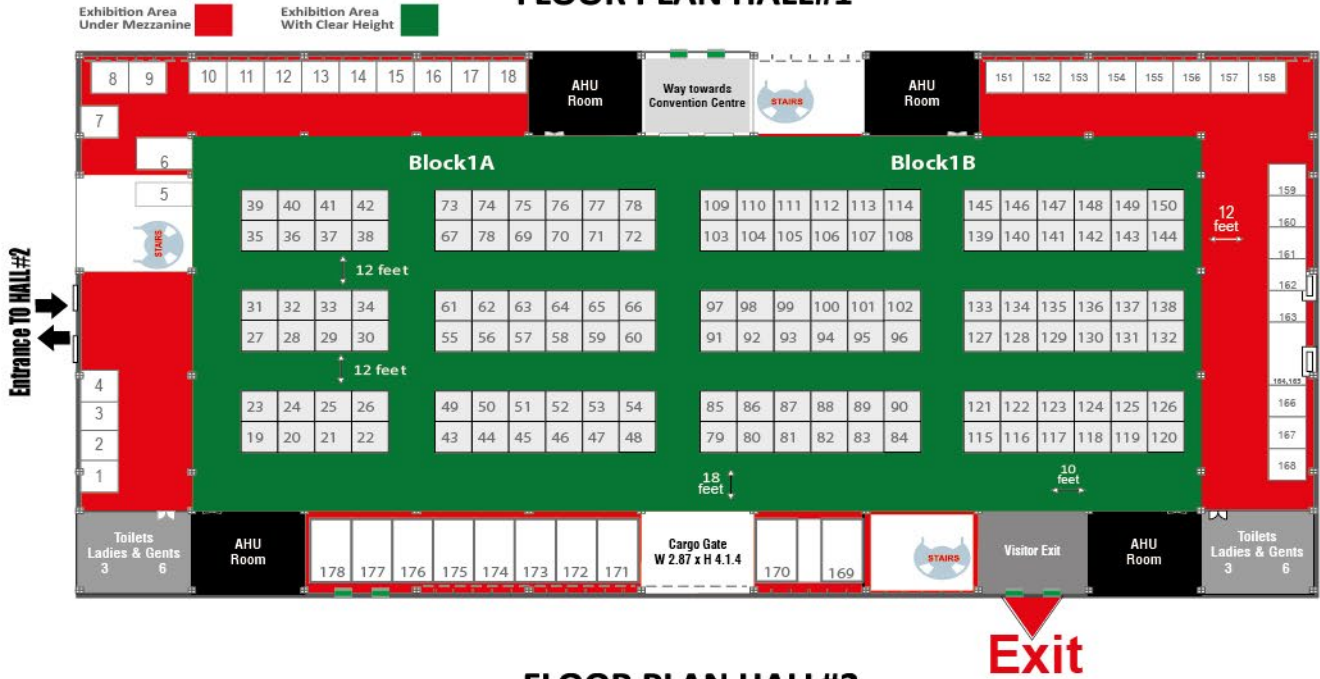 FLOOR PLAN HALL#1
Exhibition Area
Under Mezzanine
Exhibition Area
With Clear Height
8 9 10 11 12 13 14 15 16 17 18
AHU
Room
Way towards
Convention Centre
STAIRS
AHU
Room
151 152 153 154 155 156 157 158
7
6
5
STAIRS
Block1A
Block1B
39 40 41 42 73 74 75 76 77 78 109 110 111 112 113 114 145 146 147 148 149 150
35 36 37 38 67 78 69 70 71 72 103 104 105 106 107 108 139 140 141 142 143 144
12 feet
31 32 33 34 61 62 63 64 65 66 97 98 99 100 101 102 133 134 135 136 137 138
27 28 29 30 55 56 57 58 59 60 91 92 93 94 95 96 127 128 129 130 131 132
12 feet
23 24 25 26 49 50 51 52 53 54 85 86 87 88 89 90 121 122 123 124 125 126
19 20 21 22 43 44 45 46 47 48 79 80 81 82 83 84 115 116 117 118 119 120
18
feet
10
feet
12
feet
159
160
161
162
163
164,165
166
167
168
Entrance TO HALL#2
4
3
2
1
Toilets
Ladies & Gents
3 6
AHU
Room
178 177 176 175 174 173 172 171
Cargo Gate
W 2.87 x H 4.1.4
170 169
STAIRS
Visitor Exit
AHU
Room
Toilets
Ladies & Gents
3 6
Exit
FLOOR PLAN HALL#2